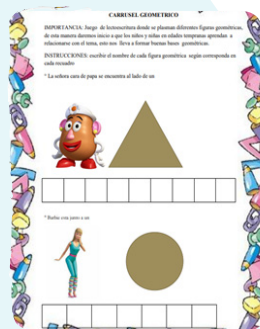 CARRUSEL GEOMETRICO
IMPORTANCIA: Juego de lectoescritura donde se plasman diferentes figuras geométricas,
de esta manera daremos inicio a que los niños y niñas en edades tempranas aprendan a
relacionarse con el tema, esto nos lleva a formar buenas bases geométricas.
INSTRUCCIONES: escribir el nombre de cada figura geométrica según corresponda en
cada recuadro
* La señora cara de papa se encuentra al lado de un
* Barbie con junto a un